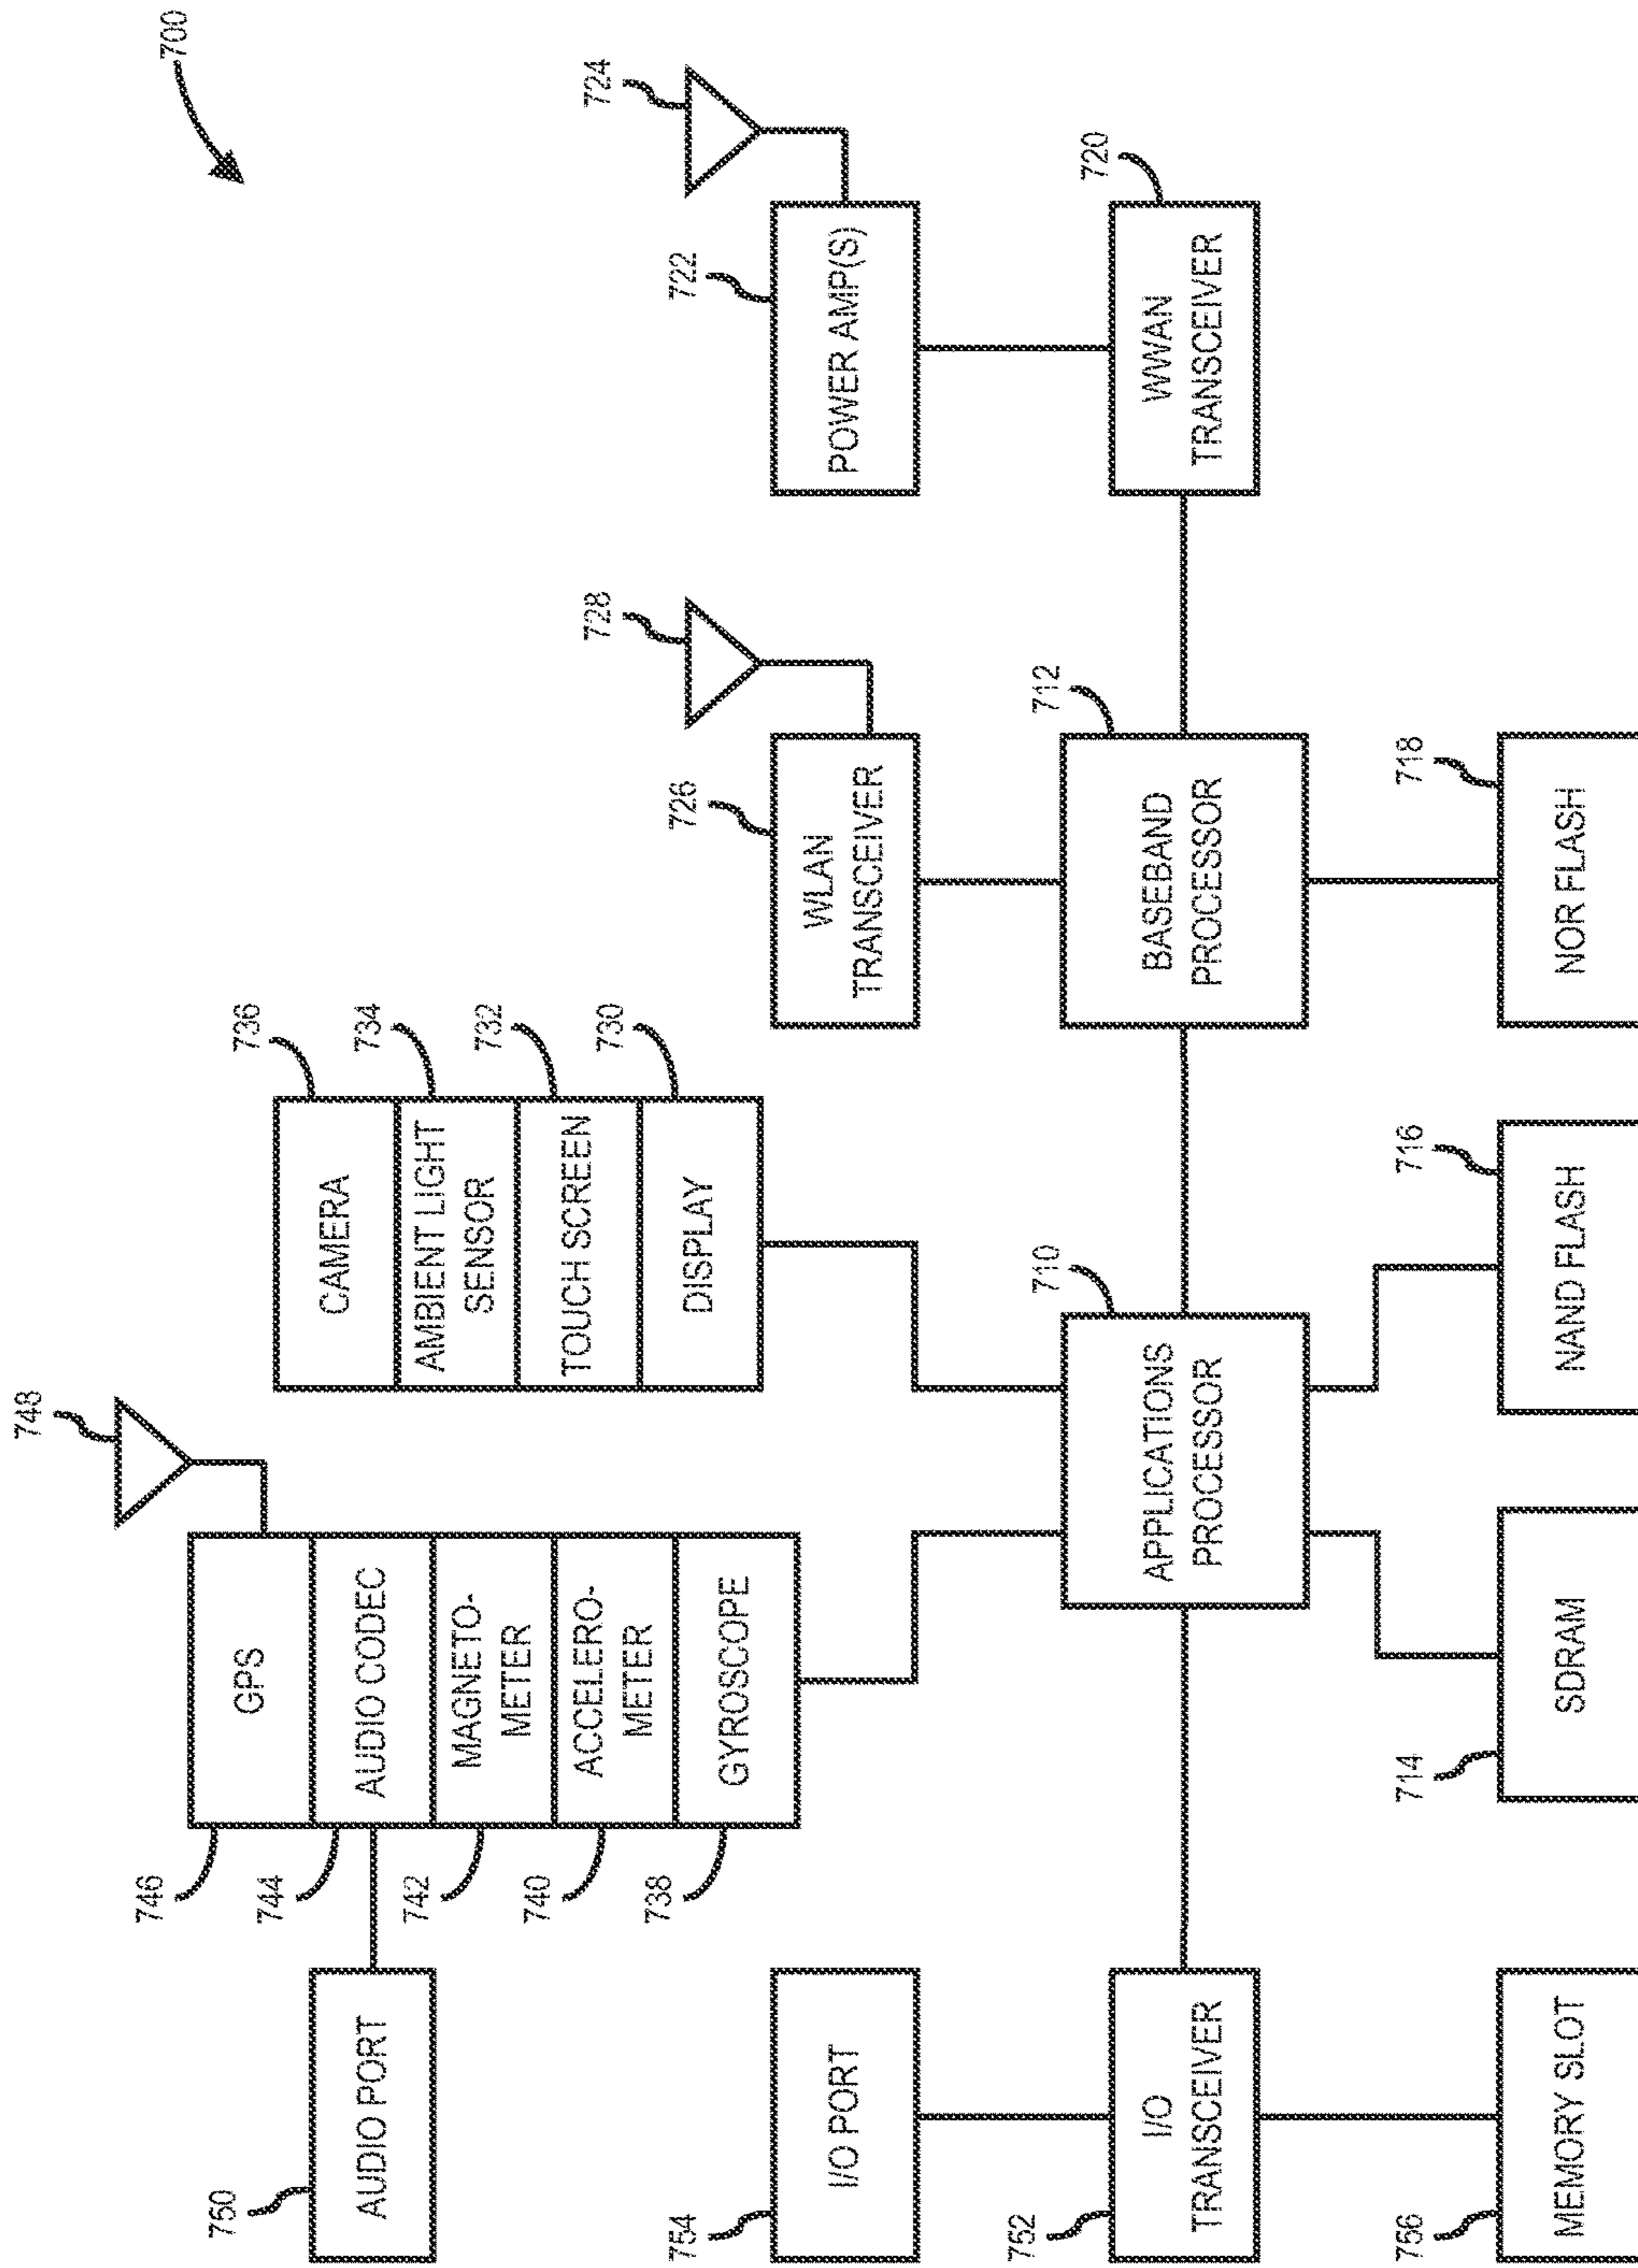 700
748
GPS
AUDIO CODEC
MAGNETO-
METER
ACCELERO-
METER
GYROSCOPE
746
744
742
740
738
750
AUDIO PORT
CAMERA
AMBIENT LIGHT
SENSOR
TOUCH SCREEN
DISPLAY
736
734
732
730
754
I/O PORT
726
WLAN
TRANSCEIVER
728
722
POWER AMP(S)
724
752
I/O
TRANSCEIVER
710
APPLICATIONS
PROCESSOR
712
BASEBAND
PROCESSOR
720
WWAN
TRANSCEIVER
756
MEMORY SLOT
714
SDRAM
716
NAND FLASH
718
NOR FLASH